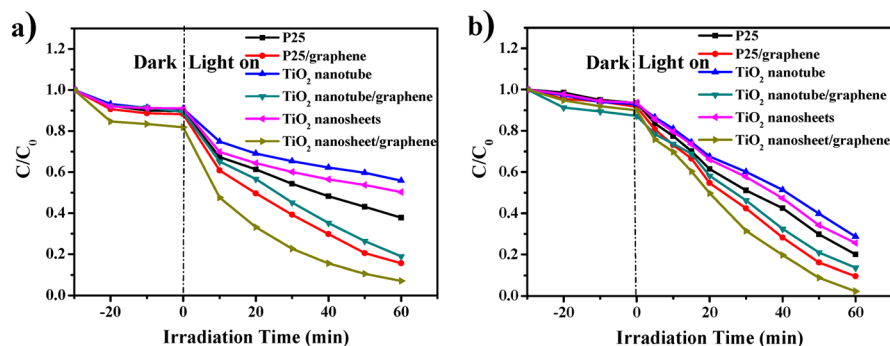 a)
1.2
1.0
0.8
0.6
0.4
0.2
0.0
C/C₀
Dark
Light on
P25
P25/graphene
TiO₂ nanotube
TiO₂ nanotube/graphene
TiO₂ nanosheets
TiO₂ nanosheet/graphene
-20 0 20 40 60
Irradiation Time (min)
b)
1.2
1.0
0.8
0.6
0.4
0.2
0.0
C/C₀
Dark
Light on
P25
P25/graphene
TiO₂ nanotube
TiO₂ nanotube/graphene
TiO₂ nanosheets
TiO₂ nanosheet/graphene
-20 0 20 40 60
Irradiation Time (min)